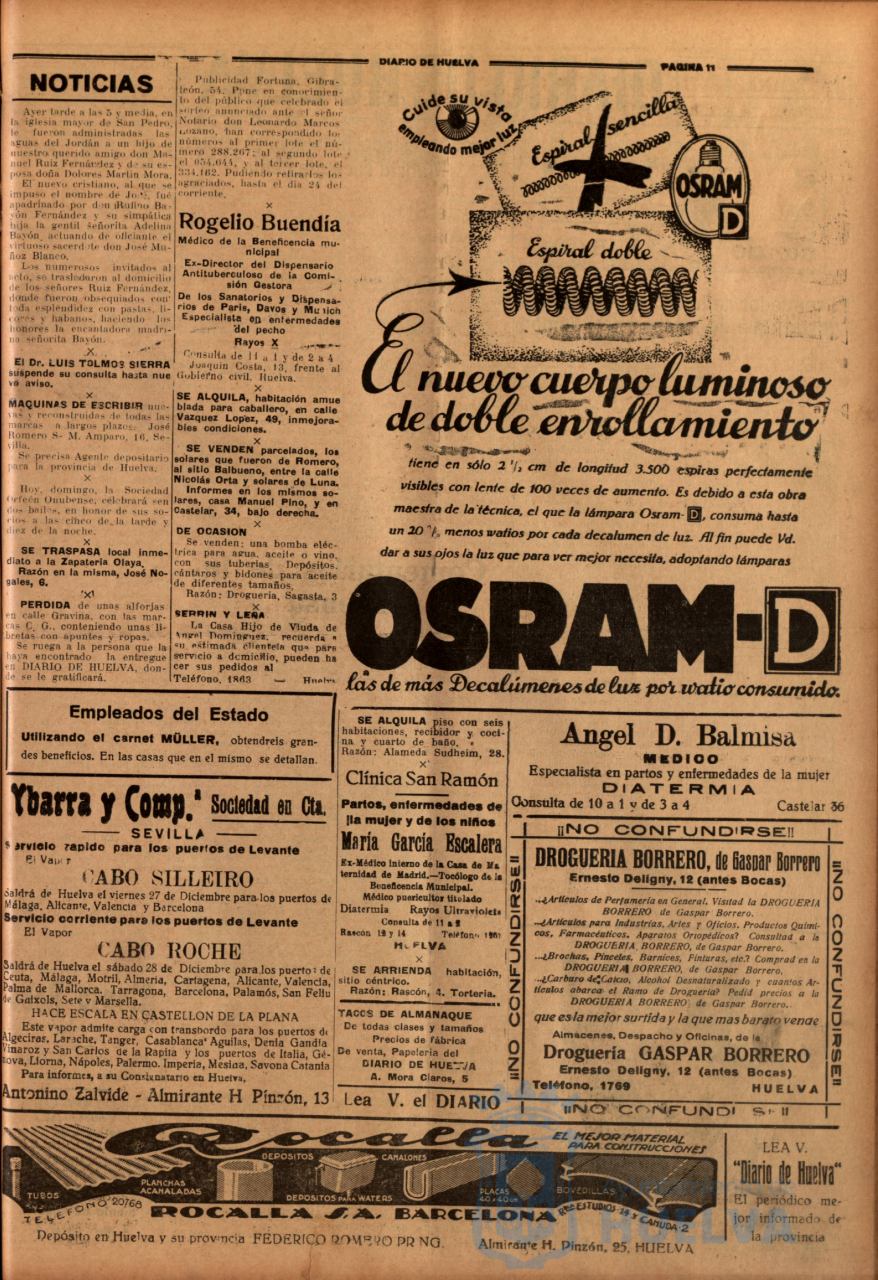 DIARIO DE HUELVA
PAGINA 11
NOTICIAS
Ayer tarde a las 5 y media, en
la iglesia mayor de San Pedro,
le fueron administradas las
aguas del Jordán a un hijo de
nuestro querido amigo don Ma-
nuel Ruiz Fernández y de su es-
posa doña Dolores Martín Mora.
El nuevo cristiano, al que se
impuso el nombre de José, fué
apadrinado por don Rufino Ba-
yón Fernández y su simpática
hija la gentil señorita Adelina
Bayón, actuando de oficiante el
virtuoso sacerdote don José Mu-
ñoz Blanco.
Los numerosos invitados al
acto, se trasladaron al domicilio
de los señores Ruiz Fernández,
donde fueron obsequiados con
toda esplendidez con pastas, li-
cores y habanos, haciendo los
honores la encantadora madri-
na señorita Bayón.
×
El Dr. LUIS TOLMOS SIERRA
suspende su consulta hasta nue
vo aviso.
×
MAQUINAS DE ESCRIBIR nue-
vas y reconstruidas de todas las
marcas a largos plazos. José
Romero S- M. Amparo, 16, Se-
villa.
Se precisa Agente depositario
para la provincia de Huelva.
×
Hoy, domingo, la Sociedad
Orfeón Onubense, celebrará sen-
dos bailes, en honor de sus so-
cios a las cinco de la tarde y
diez de la noche.
×
SE TRASPASA local inme-
diato a la Zapatería Olaya.
Razón en la misma, José No-
gales, 6.
×
PERDIDA de unas alforjas
en calle Gravina, con las mar-
cas C. G., conteniendo unas li-
bretas con apuntes y ropas.
Se ruega a la persona que la
haya encontrado la entregue
en DIARIO DE HUELVA, don-
de se le gratificará.
Publicidad Fortuna, Gibra-
león, 54. Pone en conocimien-
to del público que celebrado el
sorteo anunciado ante el señor
Notario don Leonardo Marcos
Lozano, han correspondido los
números al primer lote el nú-
mero 288.267; al segundo lote
el 054.644, y al tercer lote, el
334.162. Pudiendo retirarlos los
agraciados, hasta el día 24 del
corriente.
×
Rogelio Buendía
Médico de la Beneficencia mu-
nicipal
Ex-Director del Dispensario
Antituberculoso de la Comi-
sión Gestora
De los Sanatorios y Dispensa-
rios de París, Davos y Munich
Especialista en enfermedades
del pecho
Rayos X
Consulta de 11 a 1 y de 2 a 4
Joaquín Costa, 13, frente al
Gobierno civil. Huelva.
×
SE ALQUILA, habitación amue
blada para caballero, en calle
Vazquez Lopez, 49, inmejora-
bles condiciones.
×
SE VENDEN parcelados, los
solares que fueron de Romero,
al sitio Balbueno, entre la calle
Nicolás Orta y solares de Luna.
Informes en los mismos so-
lares, casa Manuel Pino, y en
Castelar, 34, bajo derecha.
×
DE OCASION
Se venden: una bomba eléc-
trica para agua, aceite o vino,
con sus tuberías. Depósitos,
cántaros y bidones para aceite
de diferentes tamaños.
Razón: Droguería, Sagasta, 3
×
SERRIN Y LEÑA
La Casa Hijo de Viuda de
Angel Domínguez, recuerda a
su estimada clientela que para
servicio a domicilio, pueden ha
cer sus pedidos al
Teléfono, 1863 — Huelva
Cuide su vista
empleando mejor luz
Espiral sencilla
OSRAM
D
Espiral doble
El nuevo cuerpo luminoso
de doble enrollamiento
tiene en sólo 2 1/2 cm de longitud 3.500 espiras perfectamente
visibles con lente de 100 veces de aumento. Es debido a esta obra
maestra de la técnica, el que la lámpara Osram-D, consuma hasta
un 20 % menos watios por cada decalumen de luz. Al fin puede Vd.
dar a sus ojos la luz que para ver mejor necesita, adoptando lámparas
OSRAM-D
las de más Decalúmenes de luz por watio consumido.
Empleados del Estado
Utilizando el carnet MÜLLER, obtendreis gran-
des beneficios. En las casas que en el mismo se detallan.
Ybarra y Comp.ª Sociedad en Cta.
SEVILLA
Servicio rapido para los puertos de Levante
El Vapor
CABO SILLEIRO
Saldrá de Huelva el viernes 27 de Diciembre para los puertos de
Málaga, Alicante, Valencia y Barcelona
Servicio corriente para los puertos de Levante
El Vapor
CABO ROCHE
Saldrá de Huelva el sábado 28 de Diciembre para los puertos de
Ceuta, Málaga, Motril, Almería, Cartagena, Alicante, Valencia,
Palma de Mallorca, Tarragona, Barcelona, Palamós, San Feliu
de Gaixols, Sete y Marsella.
HACE ESCALA EN CASTELLON DE LA PLANA
Este vapor admite carga con transbordo para los puertos de
Algeciras, Larache, Tanger, Casablanca Aguilas, Denia Gandía
Vinaroz y San Carlos de la Rapita y los puertos de Italia, Gé-
nova, Liorna, Nápoles, Palermo, Imperia, Mesina, Savona Catania
Para informes, a su Consignatario en Huelva,
Antonino Zalvide - Almirante H Pinzón, 13
SE ALQUILA piso con seis
habitaciones, recibidor y coci-
na y cuarto de baño.
Razón: Alameda Sudheim, 28.
×
Clínica San Ramón
Partos, enfermedades de
la mujer y de los niños
María García Escalera
Ex-Médico Interno de la Casa de Ma
ternidad de Madrid.—Tocólogo de la
Beneficencia Municipal.
Médico puericultor titulado
Diatermia Rayos Ultravioleta
Consulta de 11 a 2
Rascón 12 y 14 Teléfono
HUELVA
×
SE ARRIENDA habitación,
sitio céntrico.
Razón: Rascón, 4. Tortería.
TACOS DE ALMANAQUE
De todas clases y tamaños
Precios de fábrica
De venta, Papelería del
DIARIO DE HUELVA
A. Mora Claros, 5
Lea V. el DIARIO
Angel D. Balmisa
MEDICO
Especialista en partos y enfermedades de la mujer
DIATERMIA
Consulta de 10 a 1 y de 3 a 4 Castelar 36
¡¡NO CONFUNDIRSE!!
¡¡NO CONFUNDIRSE!!
DROGUERIA BORRERO, de Gaspar Borrero
Ernesto Deligny, 12 (antes Bocas)
...¿Artículos de Perfumería en General. Visitad la DROGUERIA
BORRERO de Gaspar Borrero.
...¿Artículos para Industrias, Artes y Oficios. Productos Quími-
cos, Farmacéuticos. Aparatos Ortopédicos? Consultad a la
DROGUERIA BORRERO, de Gaspar Borrero.
...¿Brochas, Pinceles, Barnices, Pinturas, etc.? Comprad en la
DROGUERIA BORRERO, de Gaspar Borrero.
...¿Carburo de Calcio, Alcohol Desnaturalizado y cuantos Ar-
tículos abarca el Ramo de Droguería? Pedid precios a la
DROGUERIA BORRERO de Gaspar Borrero.
que es la mejor surtida y la que mas barato vende
Almacenes, Despacho y Oficinas, de la
Droguería GASPAR BORRERO
Ernesto Deligny, 12 (antes Bocas)
Teléfono, 1769 HUELVA
¡¡NO CONFUNDIRSE!!
¡¡NO CONFUNDI SE!!
Rocalla
EL MEJOR MATERIAL
PARA CONSTRUCCIONES
TUBOS
PLANCHAS
ACANALADAS
DEPOSITOS
DEPOSITOS PARA WATERS
CANALONES
PLACAS
40 x 40 cm
BOVEDILLAS
TELEFONO 20768
ROCALLA S.A. BARCELONA
Rbla ESTUDIOS 14 y CANUDA 2
Depósito en Huelva y su provincia FEDERICO ROMERO
Almirante H. Pinzón, 25, HUELVA
LEA V.
"Diario de Huelva"
El periódico me-
jor informado de
la provincia
HUELVA